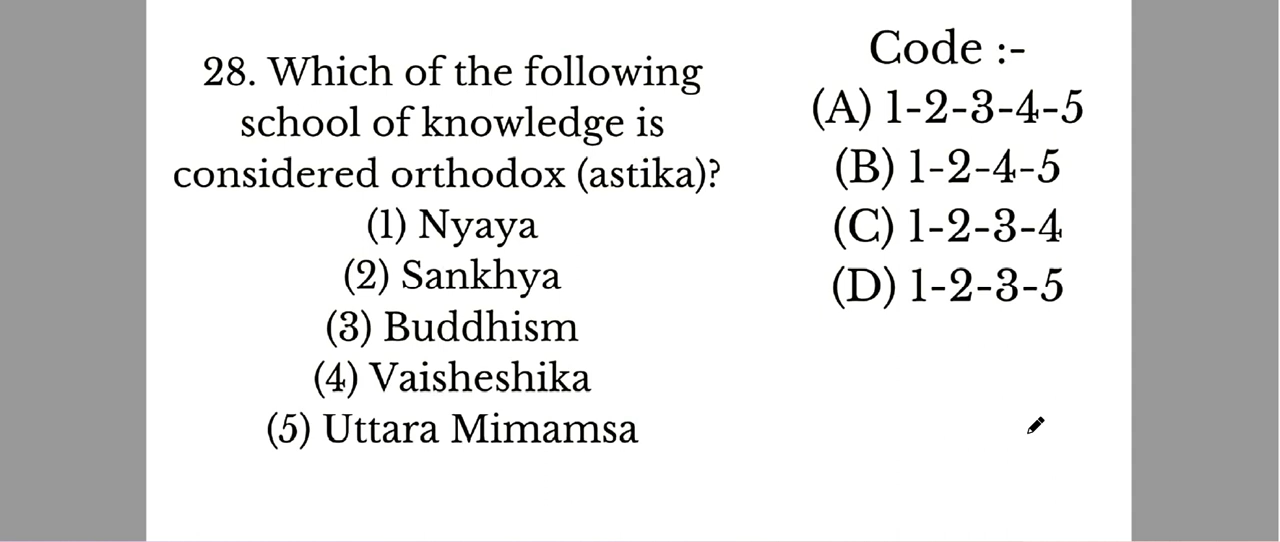 28. Which of the following
school of knowledge is
considered orthodox (astika)?
(1) Nyaya
(2) Sankhya
(3) Buddhism
(4) Vaisheshika
(5) Uttara Mimamsa
Code :-
(A) 1-2-3-4-5
(B) 1-2-4-5
(C) 1-2-3-4
(D) 1-2-3-5